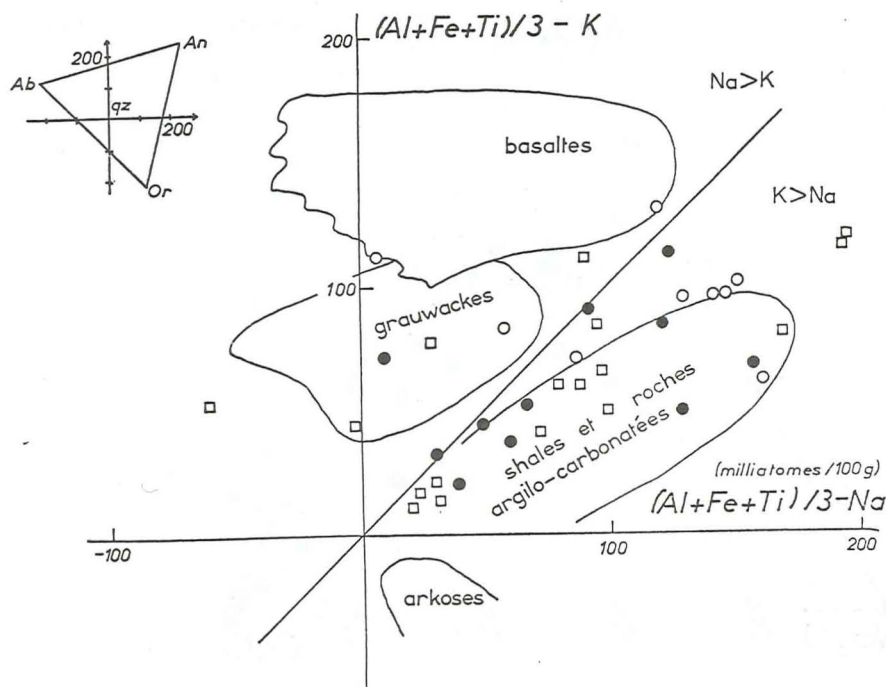 (Al+Fe+Ti)/3 - K
200
An
200
Ab
qz
200
Or
Na>K
basaltes
K>Na
100
grauwackes
shales et roches
argilo-carbonatées
(milliatomes/100g)
(Al+Fe+Ti)/3-Na
-100
100
200
arkoses